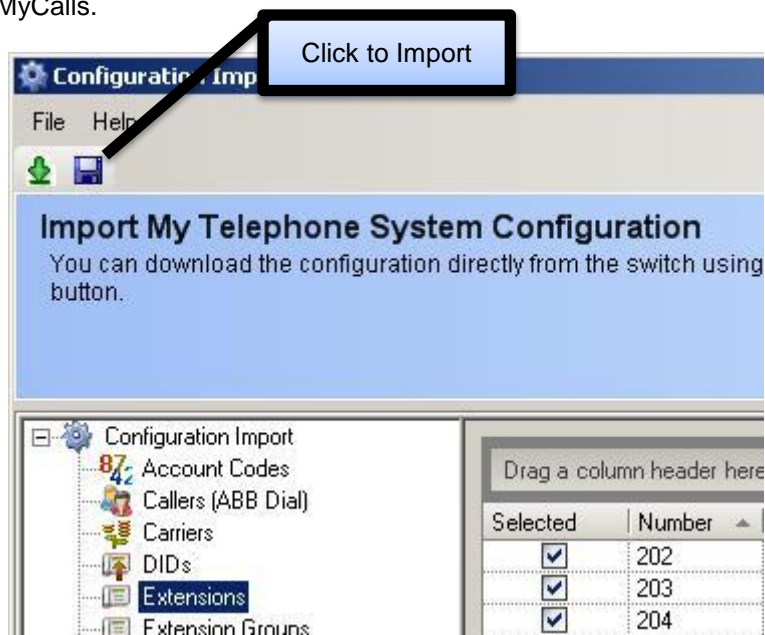 MyCalls.
Click to Import
Configuration Imp
File Help
Import My Telephone System Configuration
You can download the configuration directly from the switch using
button.
Configuration Import
Account Codes
Callers (ABB Dial)
Carriers
DIDs
Extensions
Extension Groups
Drag a column header here
Selected Number
202
203
204